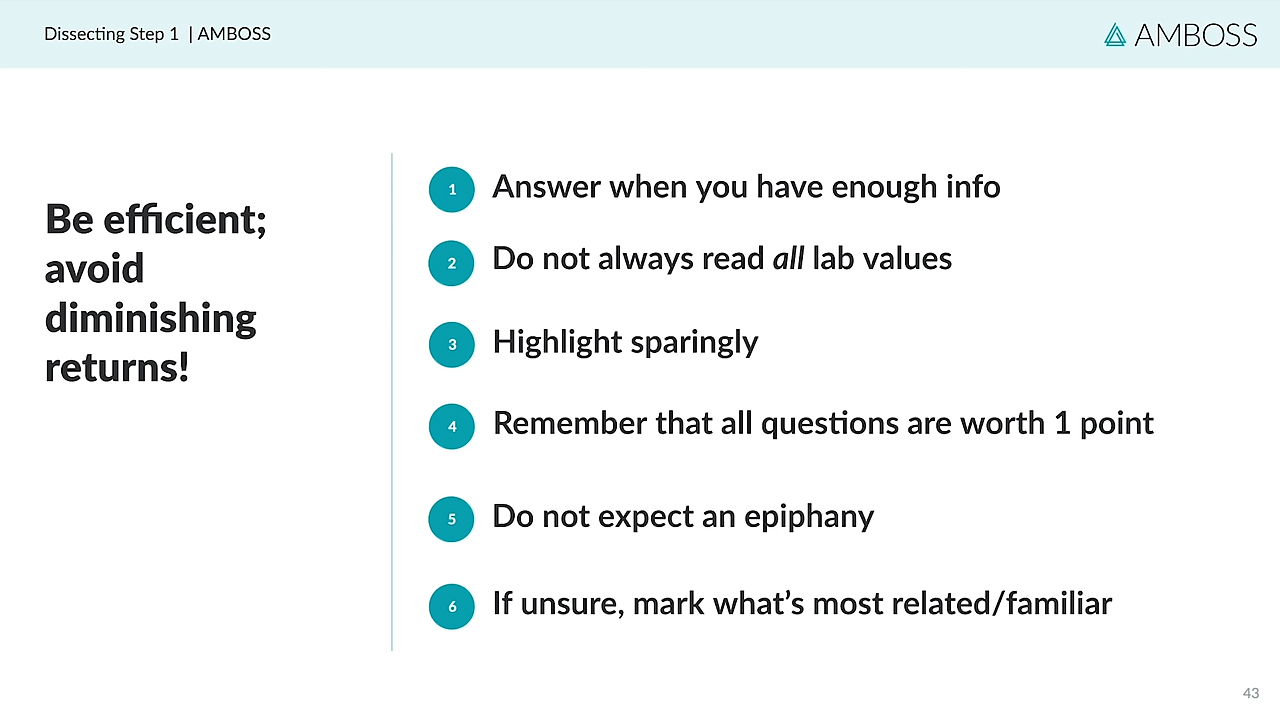 Dissecting Step 1 | AMBOSS
AMBOSS
Be efficient;
avoid
diminishing
returns!
1 Answer when you have enough info
2 Do not always read all lab values
3 Highlight sparingly
4 Remember that all questions are worth 1 point
5 Do not expect an epiphany
6 If unsure, mark what’s most related/familiar
43